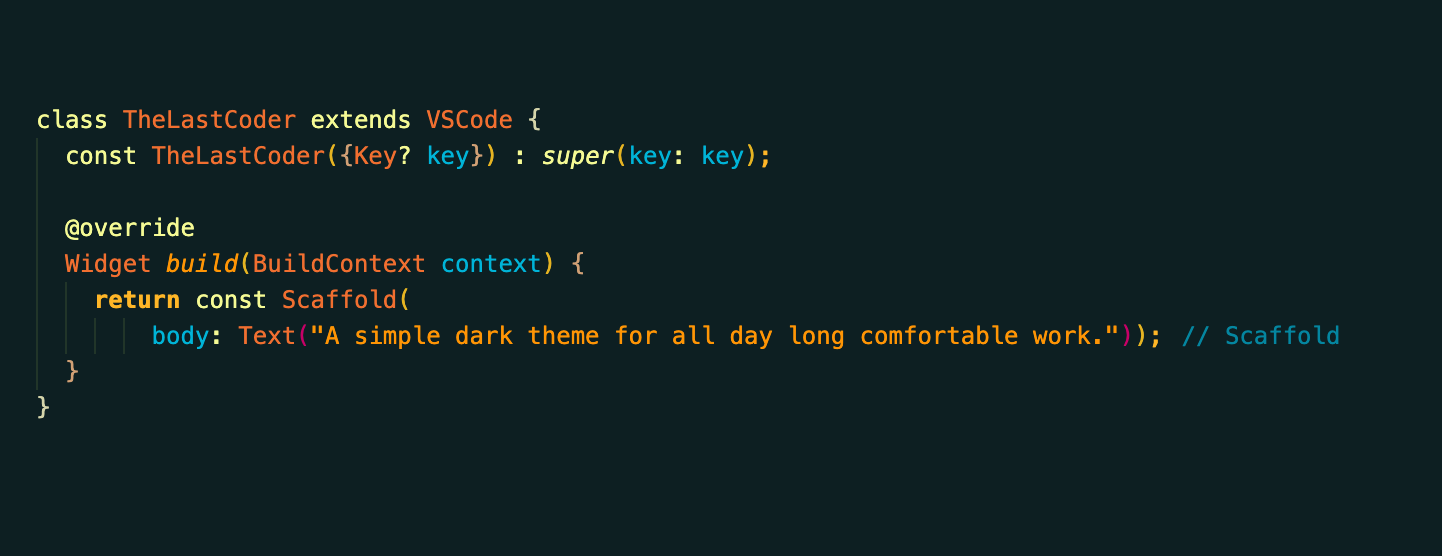 class TheLastCoder extends VSCode {
  const TheLastCoder({Key? key}) : super(key: key);

  @override
  Widget build(BuildContext context) {
    return const Scaffold(
        body: Text("A simple dark theme for all day long comfortable work.")); // Scaffold
  }
}